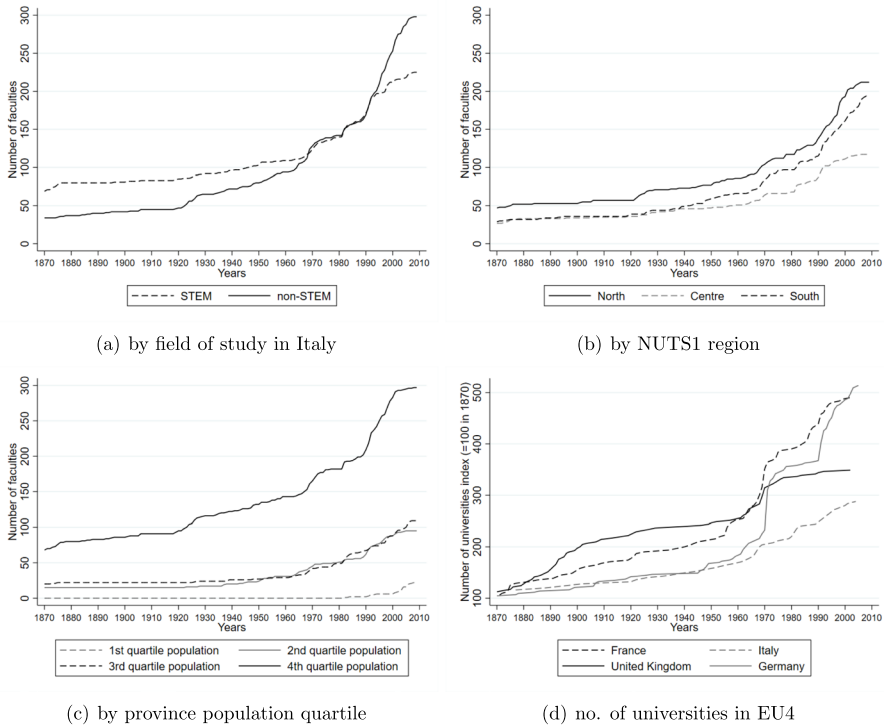 Number of faculties
300
250
200
150
100
50
0
1870 1880 1890 1900 1910 1920 1930 1940 1950 1960 1970 1980 1990 2000 2010
Years
STEM non-STEM
(a) by field of study in Italy
Number of faculties
300
250
200
150
100
50
0
1870 1880 1890 1900 1910 1920 1930 1940 1950 1960 1970 1980 1990 2000 2010
Years
North Centre South
(b) by NUTS1 region
Number of faculties
300
250
200
150
100
50
0
1870 1880 1890 1900 1910 1920 1930 1940 1950 1960 1970 1980 1990 2000 2010
Years
1st quartile population 2nd quartile population
3rd quartile population 4th quartile population
(c) by province population quartile
Number of universities index (=100 in 1870)
500
400
300
200
100
1870 1880 1890 1900 1910 1920 1930 1940 1950 1960 1970 1980 1990 2000 2010
Years
France Italy
United Kingdom Germany
(d) no. of universities in EU4